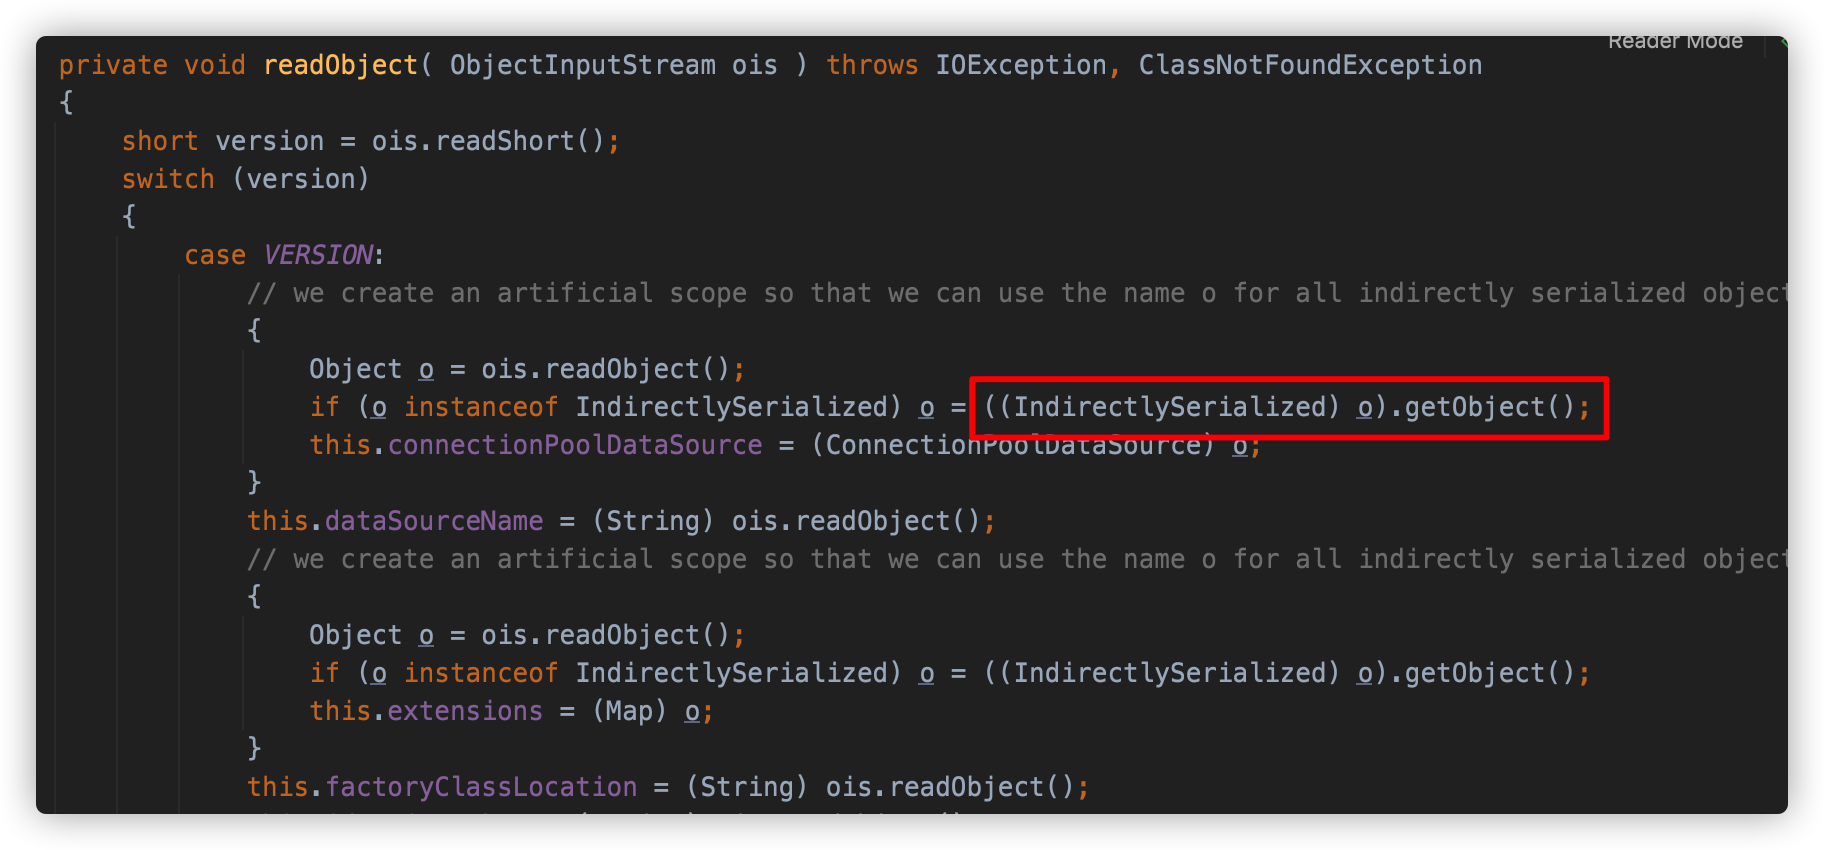 Reader Mode
private void readObject( ObjectInputStream ois ) throws IOException, ClassNotFoundException
{
short version = ois.readShort();
switch (version)
{
case VERSION:
// we create an artificial scope so that we can use the name o for all indirectly serialized object
{
Object o = ois.readObject();
if (o instanceof IndirectlySerialized) o = ((IndirectlySerialized) o).getObject();
this.connectionPoolDataSource = (ConnectionPoolDataSource) o;
}
this.dataSourceName = (String) ois.readObject();
// we create an artificial scope so that we can use the name o for all indirectly serialized object
{
Object o = ois.readObject();
if (o instanceof IndirectlySerialized) o = ((IndirectlySerialized) o).getObject();
this.extensions = (Map) o;
}
this.factoryClassLocation = (String) ois.readObject();